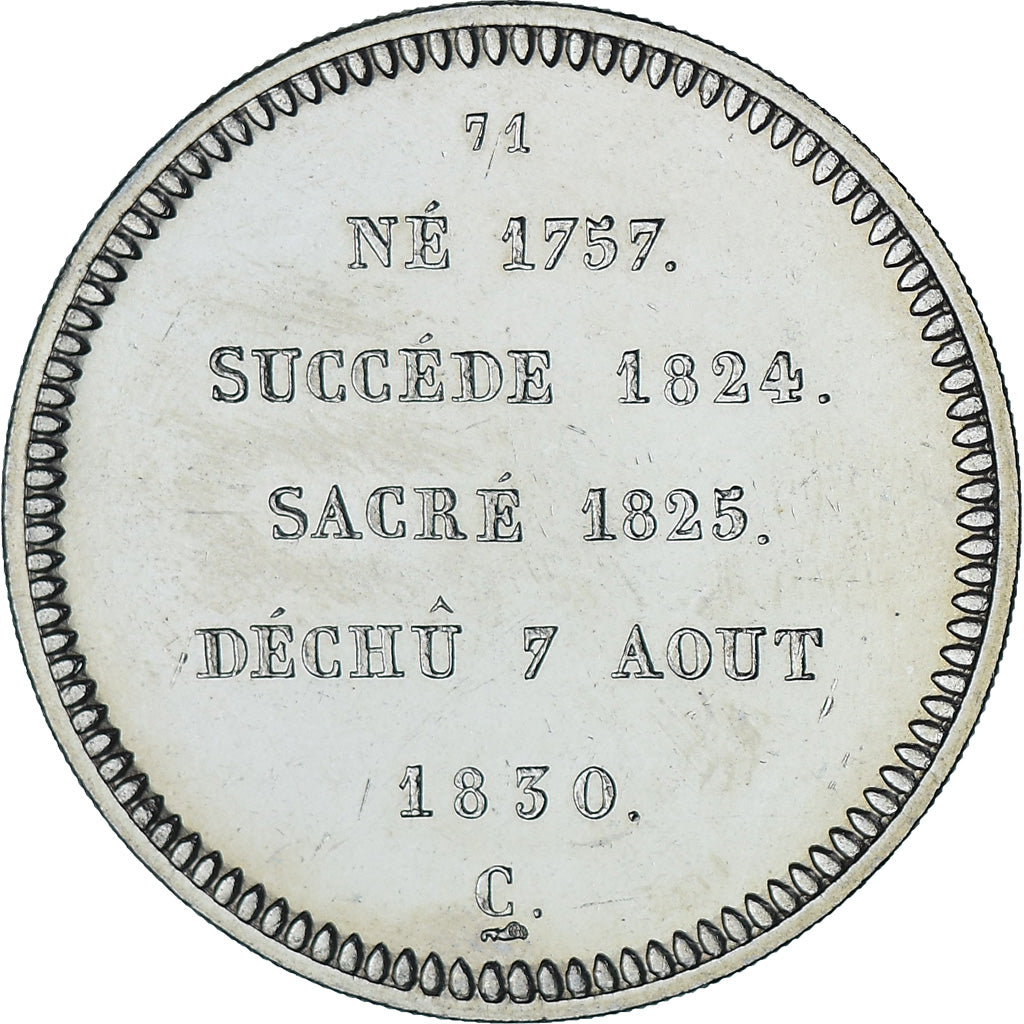 71
NÉ 1757.
SUCCÉDE 1824.
SACRÉ 1825.
DÉCHÛ 7 AOUT
1830.
C.